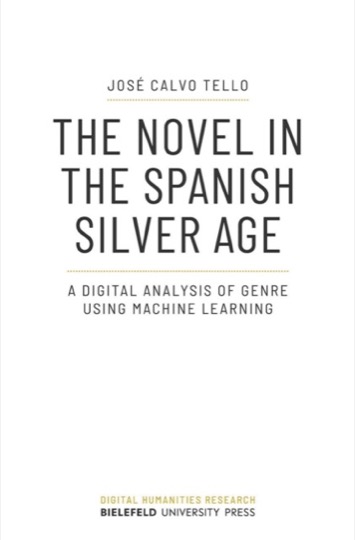 JOSÉ CALVO TELLO
THE NOVEL IN
THE SPANISH
SILVER AGE
A DIGITAL ANALYSIS OF GENRE
USING MACHINE LEARNING
DIGITAL HUMANITIES RESEARCH
BIELEFELD UNIVERSITY PRESS